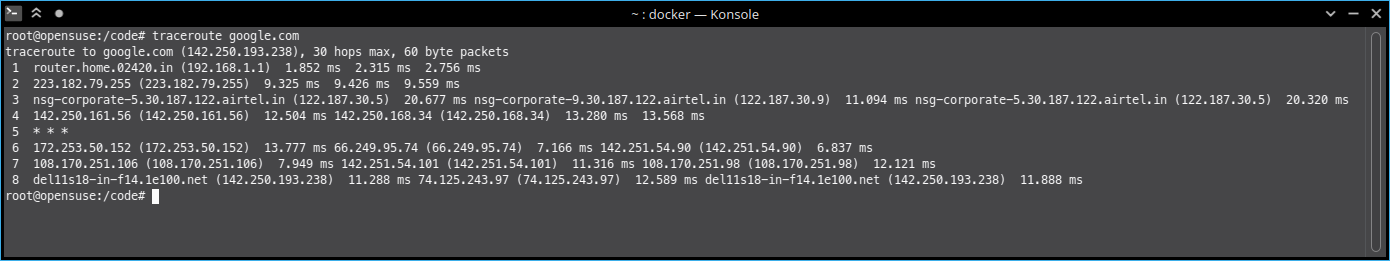 ~ : docker — Konsole
root@opensuse:/code# traceroute google.com
traceroute to google.com (142.250.193.238), 30 hops max, 60 byte packets
 1  router.home.02420.in (192.168.1.1)  1.852 ms  2.315 ms  2.756 ms
 2  223.182.79.255 (223.182.79.255)  9.325 ms  9.426 ms  9.559 ms
 3  nsg-corporate-5.30.187.122.airtel.in (122.187.30.5)  20.677 ms nsg-corporate-9.30.187.122.airtel.in (122.187.30.9)  11.094 ms nsg-corporate-5.30.187.122.airtel.in (122.187.30.5)  20.320 ms
 4  142.250.161.56 (142.250.161.56)  12.504 ms 142.250.168.34 (142.250.168.34)  13.280 ms  13.568 ms
 5  * * *
 6  172.253.50.152 (172.253.50.152)  13.777 ms 66.249.95.74 (66.249.95.74)  7.166 ms 142.251.54.90 (142.251.54.90)  6.837 ms
 7  108.170.251.106 (108.170.251.106)  7.949 ms 142.251.54.101 (142.251.54.101)  11.316 ms 108.170.251.98 (108.170.251.98)  12.121 ms
 8  del11s18-in-f14.1e100.net (142.250.193.238)  11.288 ms 74.125.243.97 (74.125.243.97)  12.589 ms del11s18-in-f14.1e100.net (142.250.193.238)  11.888 ms
root@opensuse:/code#